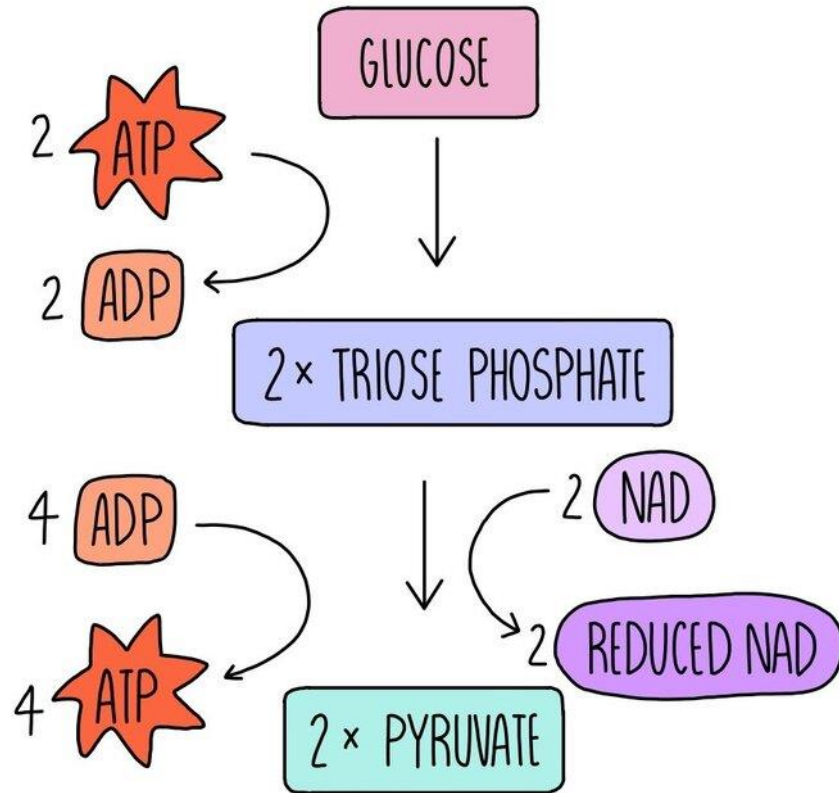 GLUCOSE
2 ATP
2 ADP
2 × TRIOSE PHOSPHATE
4 ADP
2 NAD
4 ATP
2 REDUCED NAD
2 × PYRUVATE